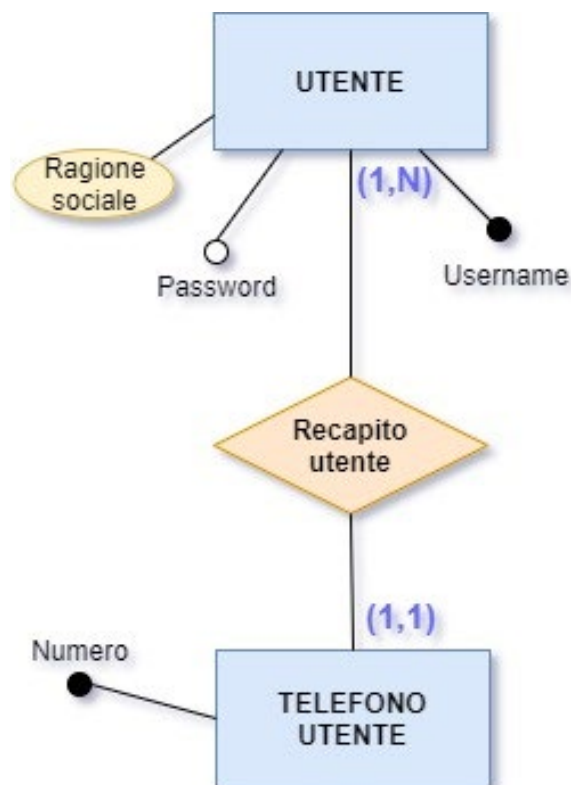 UTENTE
Ragione
sociale
(1,N)
Password
Username
Recapito
utente
(1,1)
Numero
TELEFONO
UTENTE